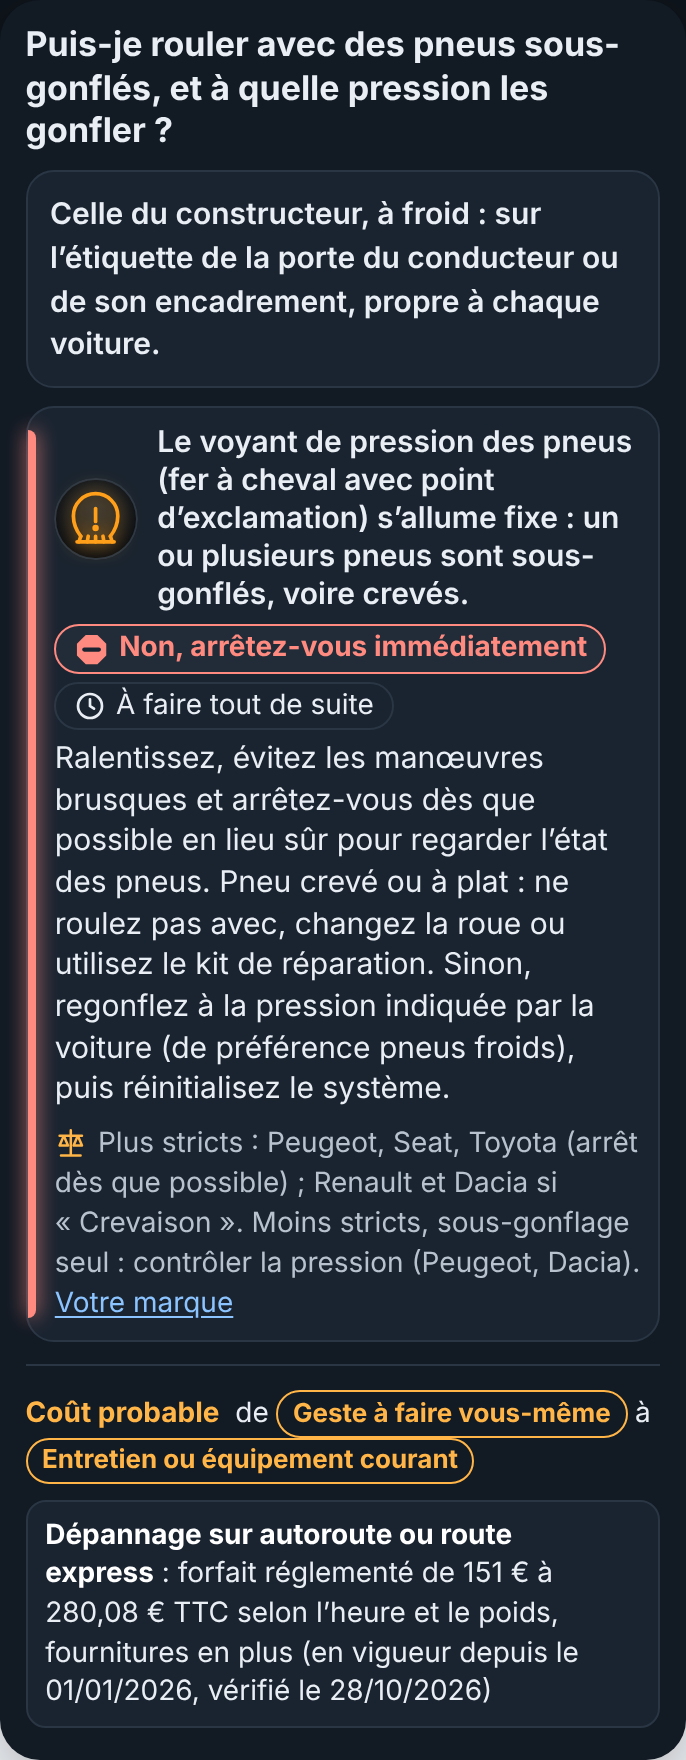 Puis-je rouler avec des pneus sous-
gonflés, et à quelle pression les
gonfler ?
Celle du constructeur, à froid : sur
l’étiquette de la porte du conducteur ou
de son encadrement, propre à chaque
voiture.
Le voyant de pression des pneus
(fer à cheval avec point
d’exclamation) s’allume fixe : un
ou plusieurs pneus sont sous-
gonflés, voire crevés.
Non, arrêtez-vous immédiatement
À faire tout de suite
Ralentissez, évitez les manœuvres
brusques et arrêtez-vous dès que
possible en lieu sûr pour regarder l’état
des pneus. Pneu crevé ou à plat : ne
roulez pas avec, changez la roue ou
utilisez le kit de réparation. Sinon,
regonflez à la pression indiquée par la
voiture (de préférence pneus froids),
puis réinitialisez le système.
Plus stricts : Peugeot, Seat, Toyota (arrêt
dès que possible) ; Renault et Dacia si
« Crevaison ». Moins stricts, sous-gonflage
seul : contrôler la pression (Peugeot, Dacia).
Votre marque
Coût probable de Geste à faire vous-même à
Entretien ou équipement courant
Dépannage sur autoroute ou route
express : forfait réglementé de 151 € à
280,08 € TTC selon l’heure et le poids,
fournitures en plus (en vigueur depuis le
01/01/2026, vérifié le 28/10/2026)